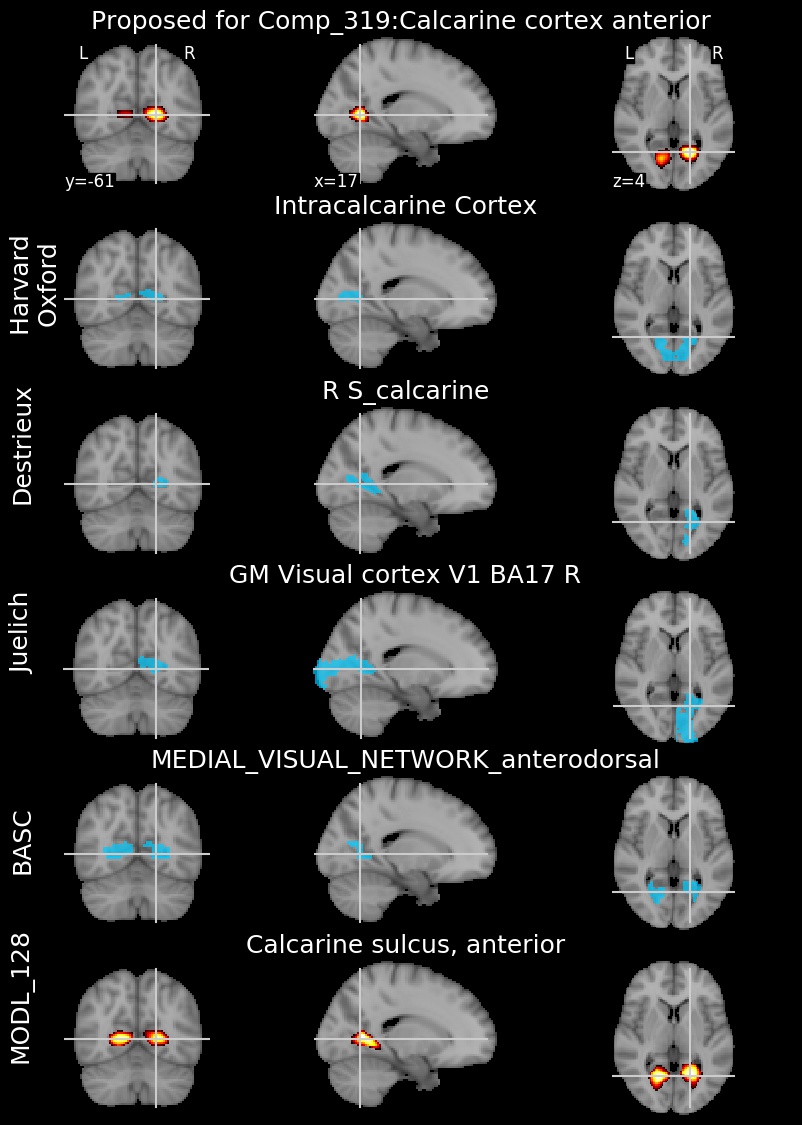 Proposed for Comp_319:Calcarine cortex anterior
L R L R
y=-61 x=17 z=4
Intracalcarine Cortex
Harvard
Oxford
R S_calcarine
Destrieux
GM Visual cortex V1 BA17 R
Juelich
MEDIAL_VISUAL_NETWORK_anterodorsal
BASC
Calcarine sulcus, anterior
MODL_128